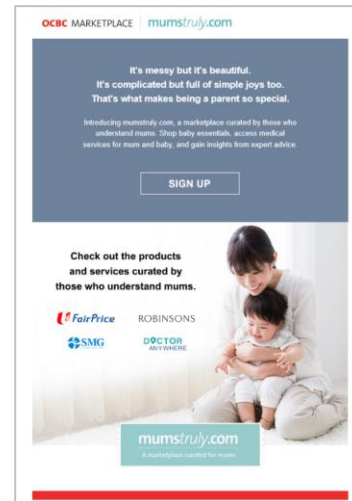 OCBC MARKETPLACE mumstruly.com
It's messy but it's beautiful.
It's complicated but full of simple joys too.
That's what makes being a parent so special.
Introducing mumstruly.com, a marketplace curated by those who
understand mums. Shop baby essentials, access medical
services for mum and baby, and gain insights from expert advice.
SIGN UP
Check out the products
and services curated by
those who understand mums.
FairPrice ROBINSONS
SMG DOCTOR
ANYWHERE
mumstruly.com
A marketplace curated for mums